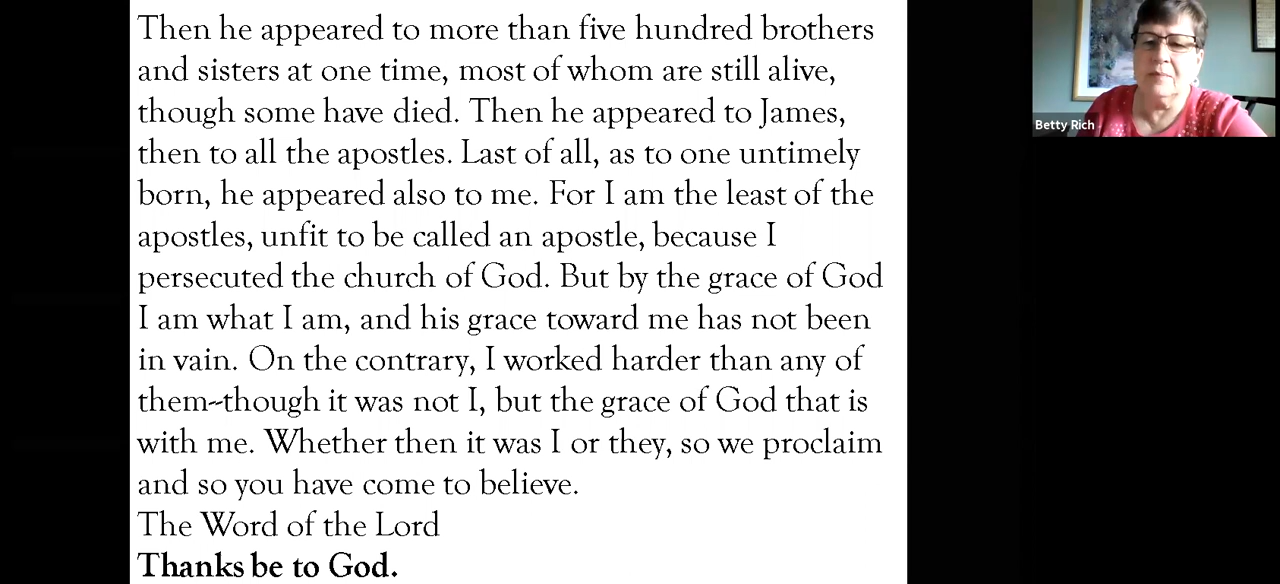 Then he appeared to more than five hundred brothers
and sisters at one time, most of whom are still alive,
though some have died. Then he appeared to James,
then to all the apostles. Last of all, as to one untimely
born, he appeared also to me. For I am the least of the
apostles, unfit to be called an apostle, because I
persecuted the church of God. But by the grace of God
I am what I am, and his grace toward me has not been
in vain. On the contrary, I worked harder than any of
them--though it was not I, but the grace of God that is
with me. Whether then it was I or they, so we proclaim
and so you have come to believe.
The Word of the Lord
Thanks be to God.
Betty Rich